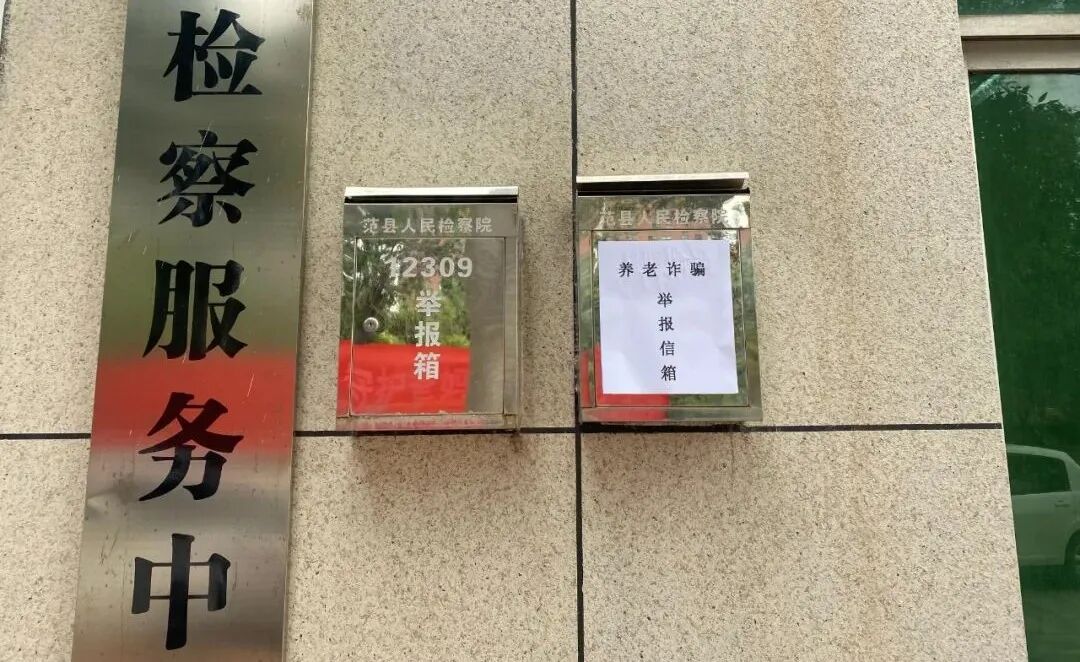 检察服务中
范县人民检察院
12309
举报箱
范县人民检察院
养老诈骗
举报信箱